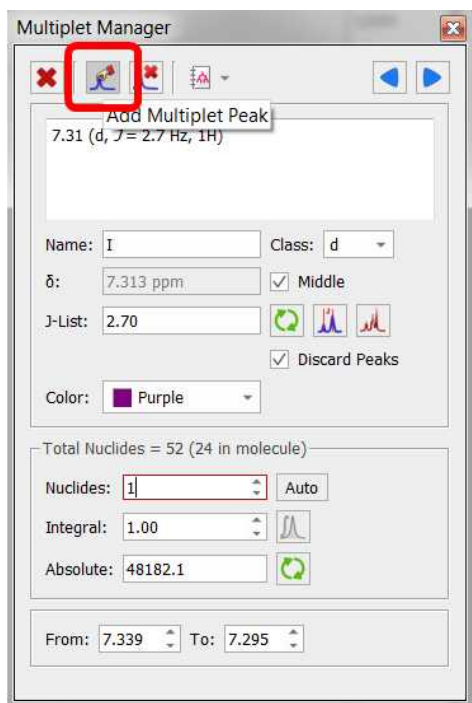 Multiplet Manager
Add Multiplet Peak
7.31 (d, J = 2.7 Hz, 1H)
Name: I Class: d
δ: 7.313 ppm Middle
J-List: 2.70
Discard Peaks
Color: Purple
Total Nuclides = 52 (24 in molecule)
Nuclides: 1 Auto
Integral: 1.00
Absolute: 48182.1
From: 7.339 To: 7.295